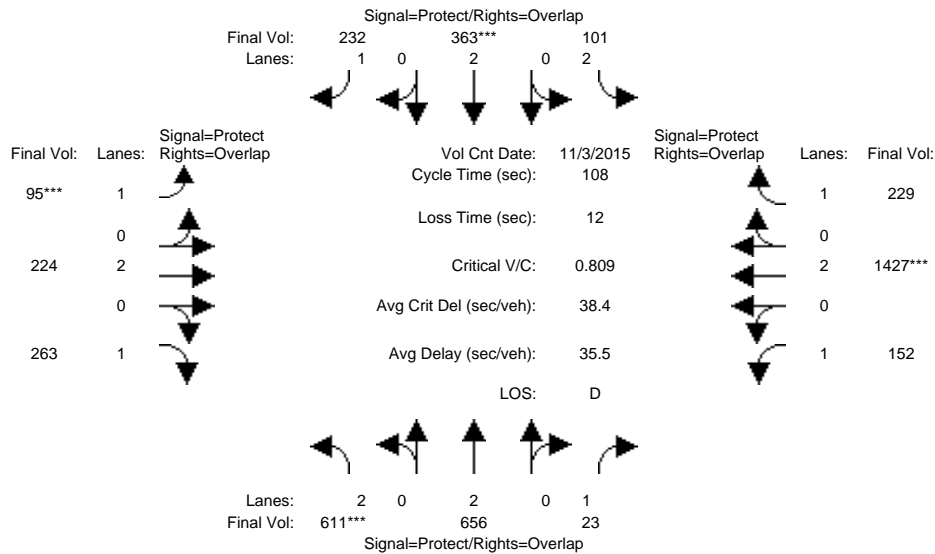 Signal=Protect/Rights=Overlap
Final Vol: 232 363*** 101
Lanes: 1 0 2 0 2
Signal=Protect Signal=Protect
Final Vol: Lanes: Rights=Overlap Vol Cnt Date: 11/3/2015 Rights=Overlap Lanes: Final Vol:
Cycle Time (sec): 108
95*** 1 1 229
Loss Time (sec): 12
0 0
224 2 Critical V/C: 0.809 2 1427***
0 Avg Crit Del (sec/veh): 38.4 0
263 1 Avg Delay (sec/veh): 35.5 1 152
LOS: D
Lanes: 2 0 2 0 1
Final Vol: 611*** 656 23
Signal=Protect/Rights=Overlap